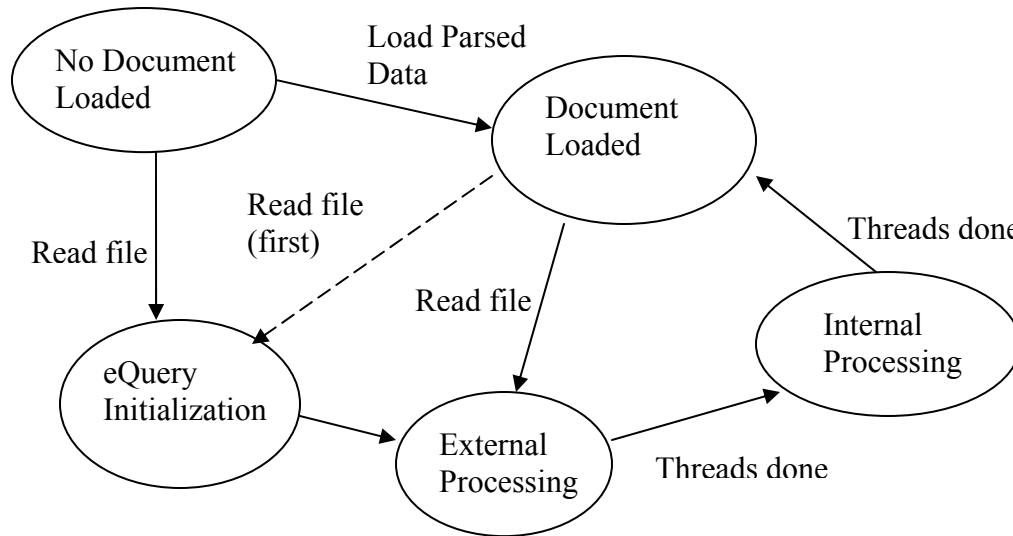 No Document
Loaded
Load Parsed
Data
Document
Loaded
Read file
(first)
Read file
Threads done
Read file
Internal
Processing
eQuery
Initialization
External
Processing
Threads done